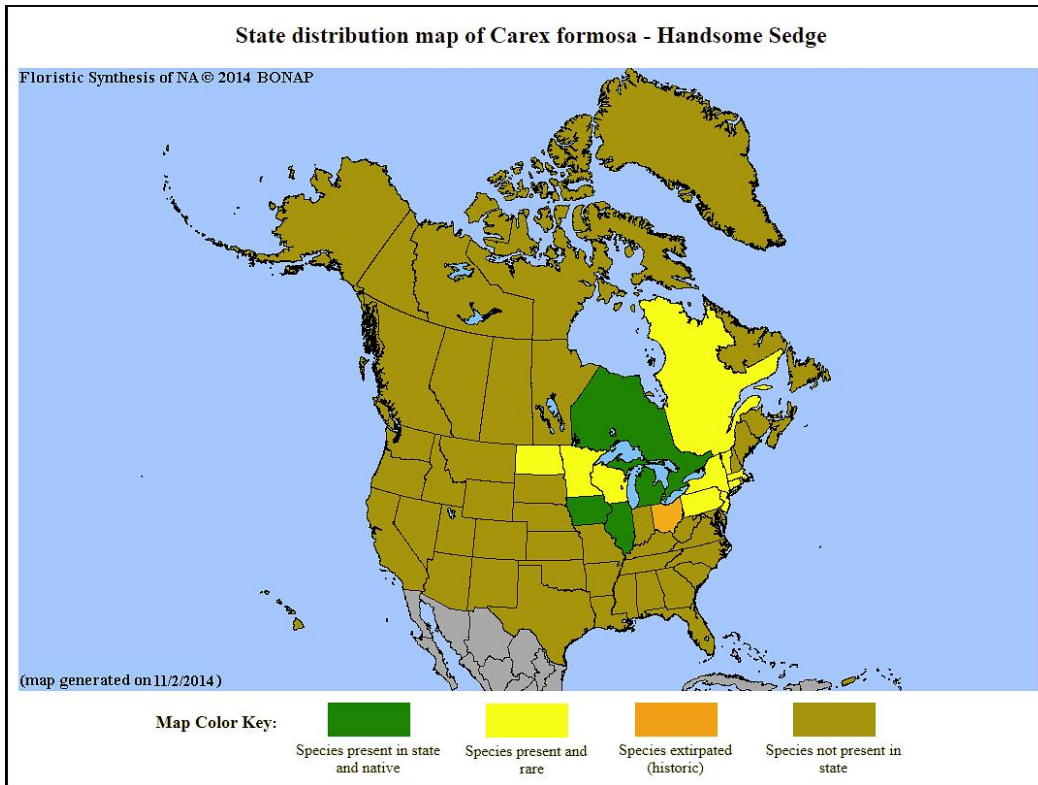 State distribution map of Carex formosa - Handsome Sedge
Floristic Synthesis of NA © 2014 BONAP
(map generated on 11/2/2014 )
Map Color Key:
Species present in state
and native
Species present and
rare
Species extirpated
(historic)
Species not present in
state